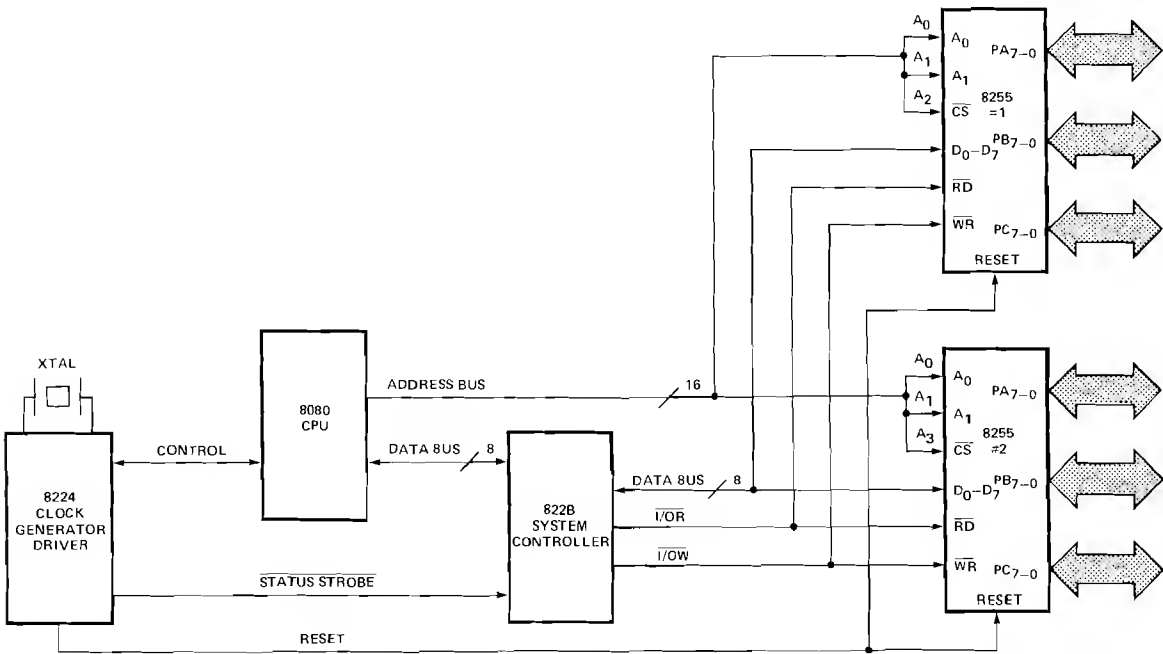 XTAL
8224
CLOCK
GENERATOR
DRIVER
CONTROL
8080
CPU
ADDRESS BUS
16
DATA 8US
8
STATUS STROBE
RESET
822B
SYSTEM
CONTROLLER
DATA 8US
8
I/OR
I/OW
A0
A1
A2
A0
A1
CS
8255
=1
D0–D7
RD
WR
PA7–0
PB7–0
PC7–0
RESET
A0
A1
A3
A0
A1
CS
8255
#2
D0–D7
RD
WR
PA7–0
PB7–0
PC7–0
RESET